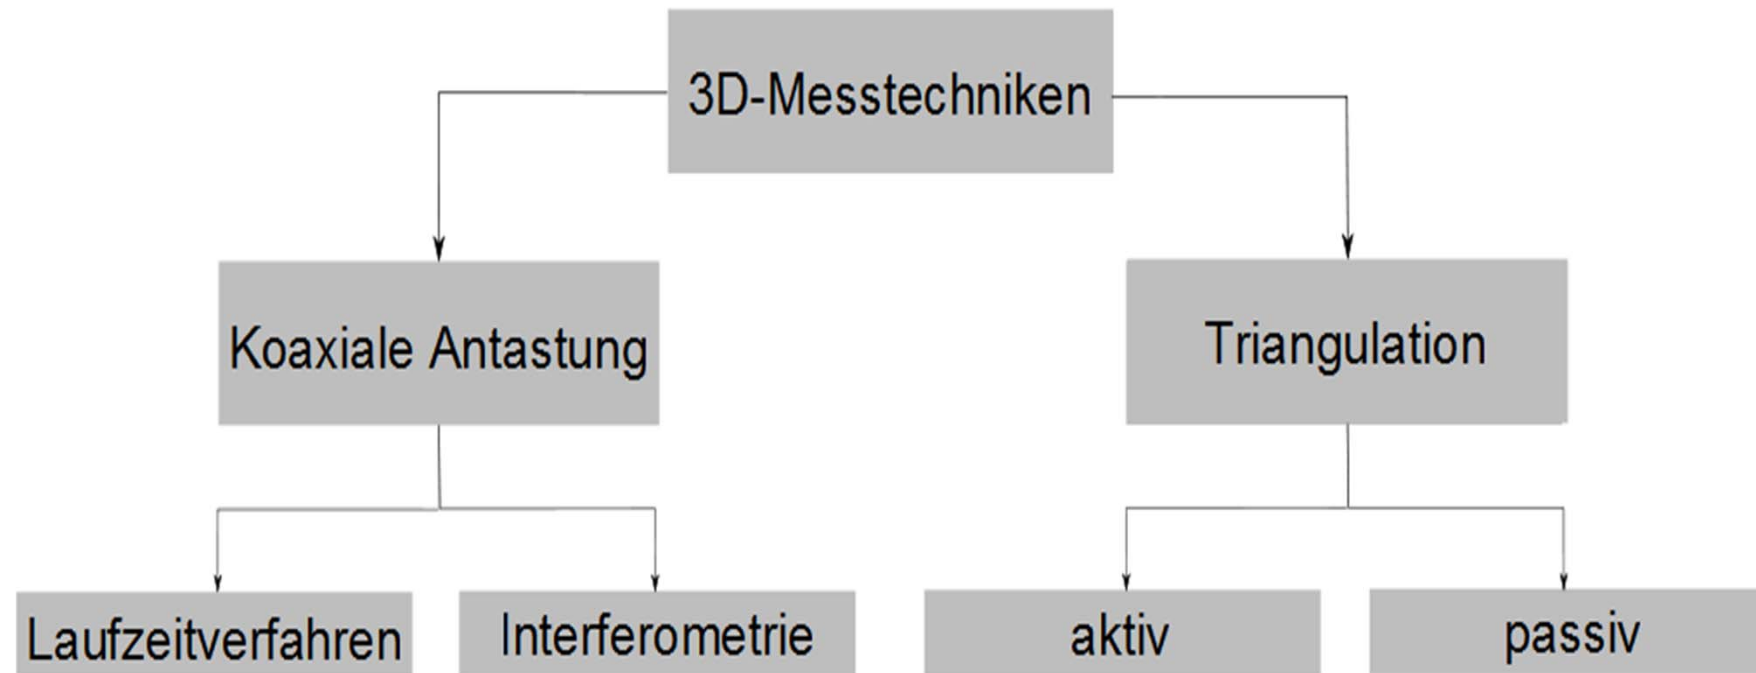 3D-Messtechniken
Koaxiale Antastung
Triangulation
Laufzeitverfahren
Interferometrie
aktiv
passiv